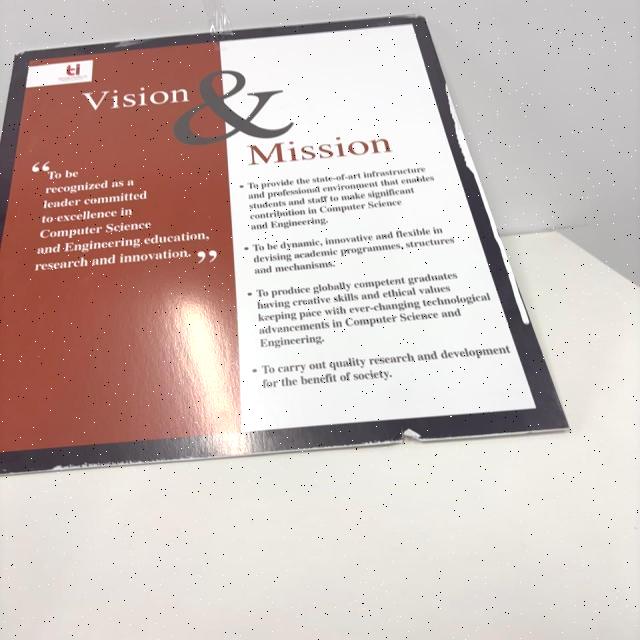 ti
Vision
&
Mission
“To be
recognized as a
leader committed
to excellence in
Computer Science
and Engineering education,
research and innovation.”
• To provide the state-of-art infrastructure
and professional environment that enables
students and staff to make significant
contribution in Computer Science
and Engineering.
• To be dynamic, innovative and flexible in
devising academic programmes, structures
and mechanisms.
• To produce globally competent graduates
having creative skills and ethical values
keeping pace with ever-changing technological
advancements in Computer Science and
Engineering.
• To carry out quality research and development
for the benefit of society.